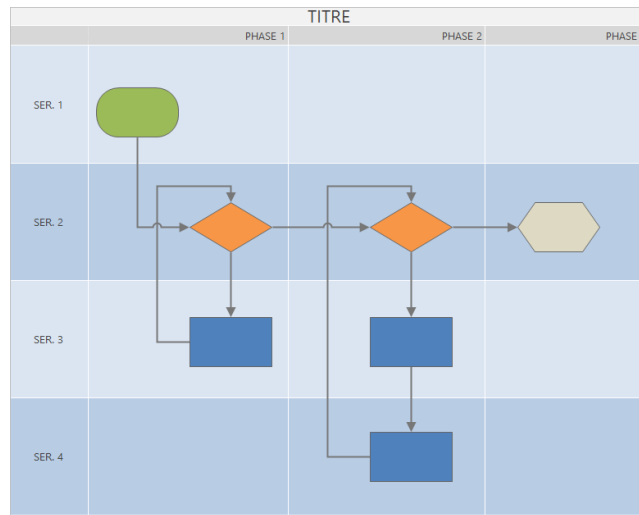 TITRE
PHASE 1 PHASE 2 PHASE
SER. 1
SER. 2
SER. 3
SER. 4